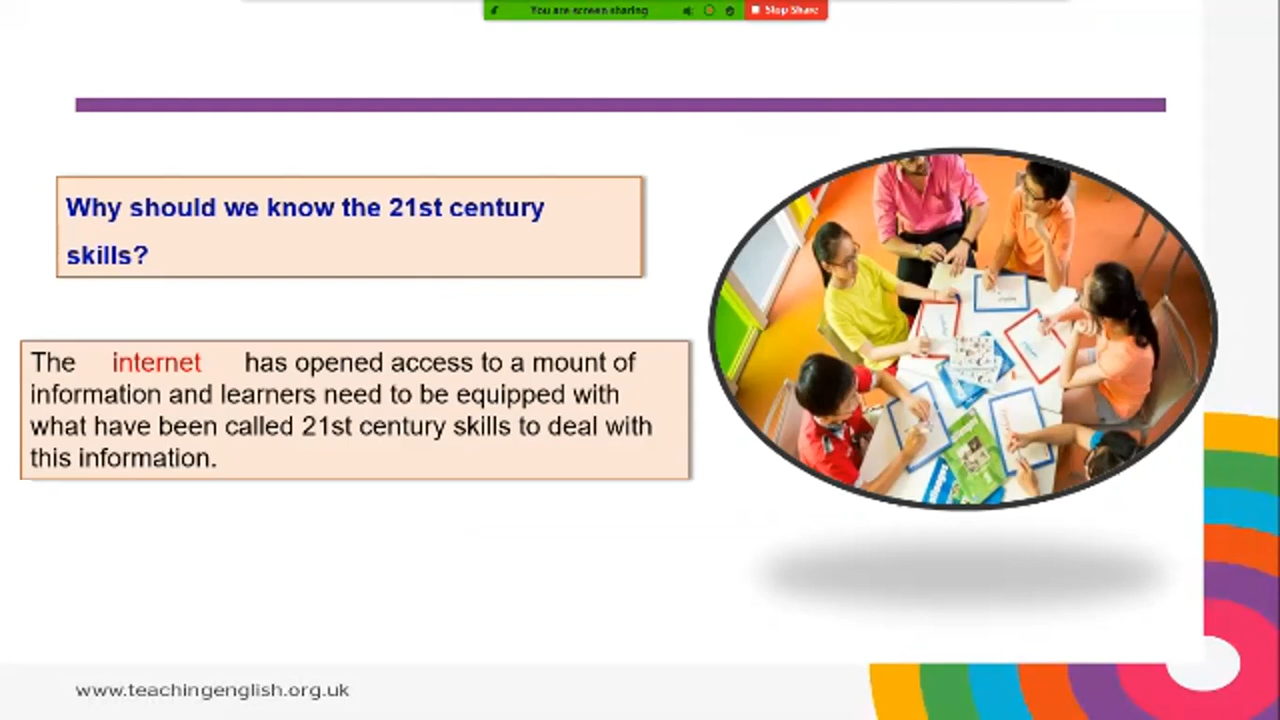 You are screen sharing
Stop Share
Why should we know the 21st century
skills?
The internet has opened access to a mount of
information and learners need to be equipped with
what have been called 21st century skills to deal with
this information.
www.teachingenglish.org.uk